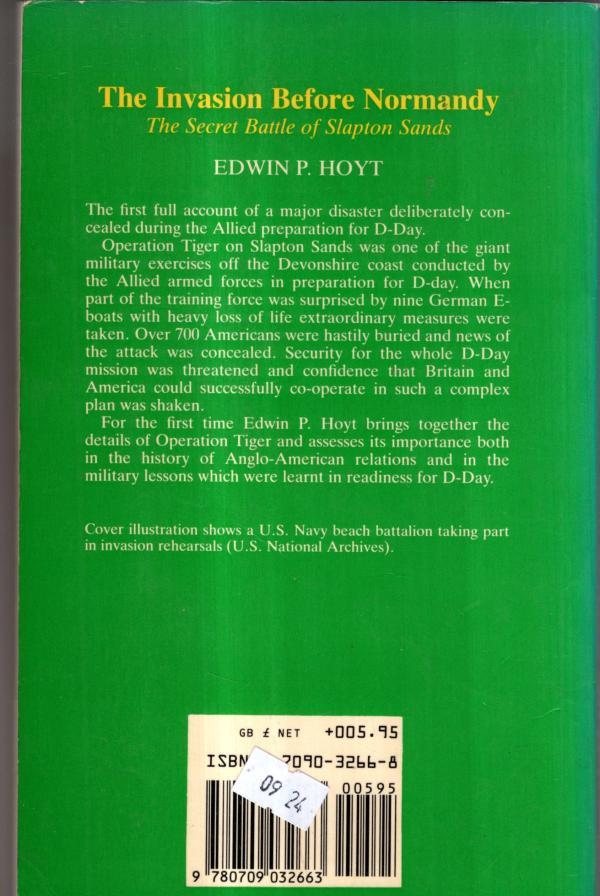 The Invasion Before Normandy
The Secret Battle of Slapton Sands
EDWIN P. HOYT
The first full account of a major disaster deliberately con-
cealed during the Allied preparation for D-Day.
Operation Tiger on Slapton Sands was one of the giant
military exercises off the Devonshire coast conducted by
the Allied armed forces in preparation for D-day. When
part of the training force was surprised by nine German E-
boats with heavy loss of life extraordinary measures were
taken. Over 700 Americans were hastily buried and news of
the attack was concealed. Security for the whole D-Day
mission was threatened and confidence that Britain and
America could successfully co-operate in such a complex
plan was shaken.
For the first time Edwin P. Hoyt brings together the
details of Operation Tiger and assesses its importance both
in the history of Anglo-American relations and in the
military lessons which were learnt in readiness for D-Day.
Cover illustration shows a U.S. Navy beach battalion taking part
in invasion rehearsals (U.S. National Archives).
GB £ NET +005.95
ISBN 7090-3266-8
00595
09 24
9 780709 032663